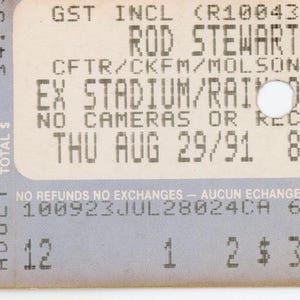 GST INCL (R10043
ROD STEWART
CFTR/CKFM/MOLSON
EX STADIUM/RAIN
NO CAMERAS OR REC
THU AUG 29/91 8
NO REFUNDS NO EXCHANGES – AUCUN ECHANGE
100923JUL28024CA 6
12 1 2 $ 3
TOTAL $
ADULT